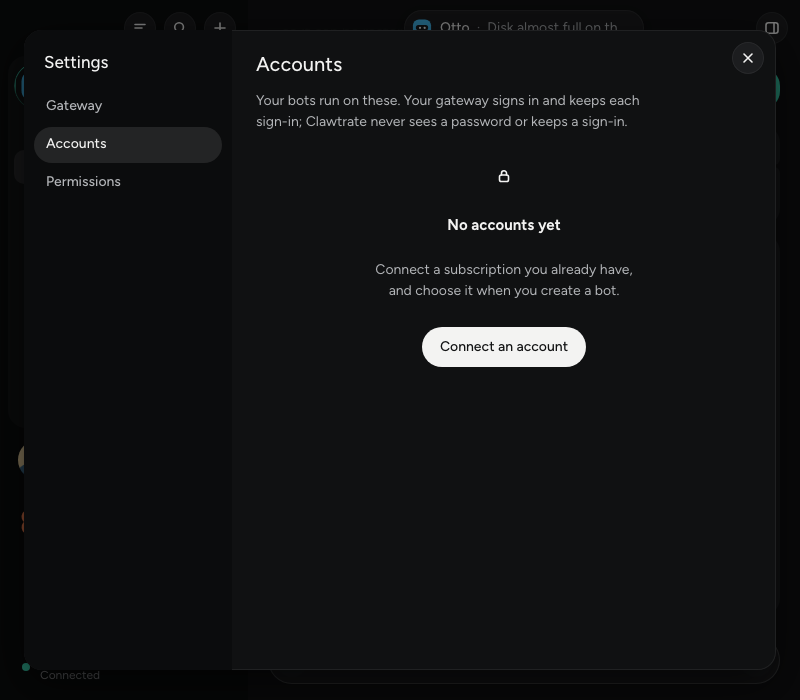 Otto · Disk almost full on th
Settings
Gateway
Accounts
Permissions
Accounts
Your bots run on these. Your gateway signs in and keeps each
sign-in; Clawtrate never sees a password or keeps a sign-in.
No accounts yet
Connect a subscription you already have,
and choose it when you create a bot.
Connect an account
Connected